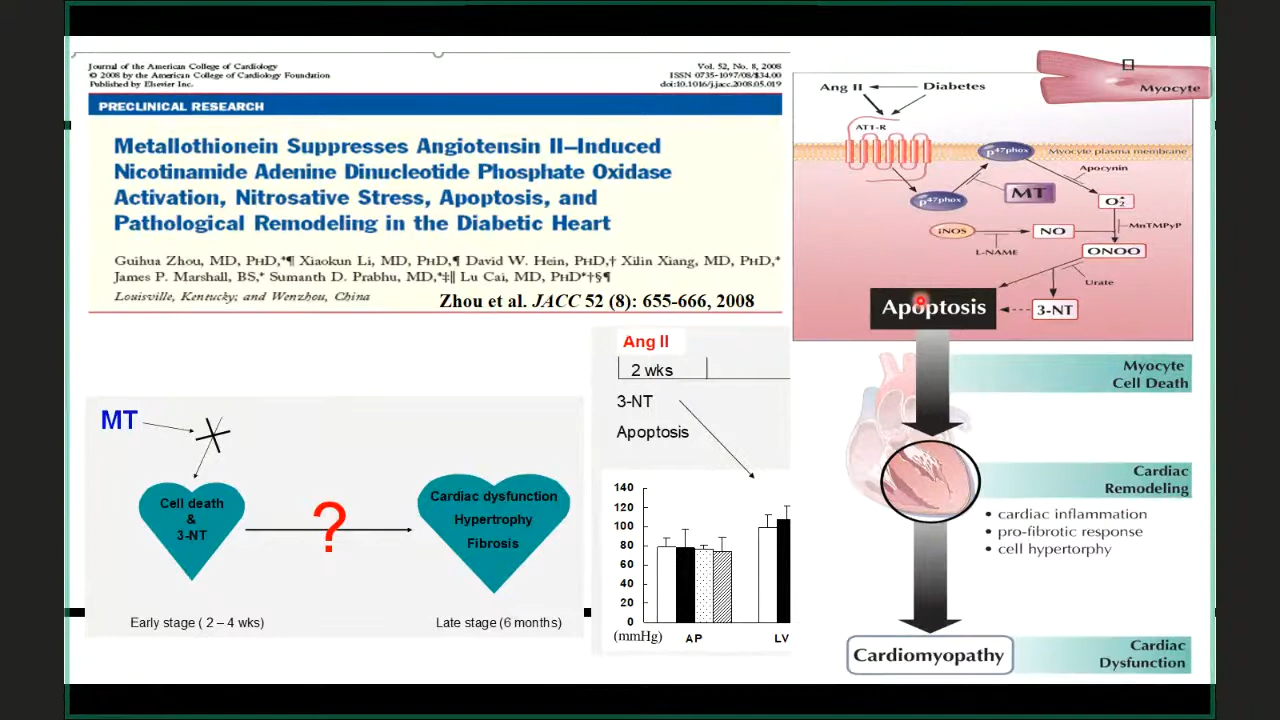 Journal of the American College of Cardiology
© 2008 by the American College of Cardiology Foundation
Published by Elsevier Inc.
Vol. 52, No. 8, 2008
ISSN 0735-1097/08/$34.00
doi:10.1016/j.jacc.2008.05.019
PRECLINICAL RESEARCH
Metallothionein Suppresses Angiotensin II–Induced
Nicotinamide Adenine Dinucleotide Phosphate Oxidase
Activation, Nitrosative Stress, Apoptosis, and
Pathological Remodeling in the Diabetic Heart
Guihua Zhou, MD, PHD,*¶ Xiaokun Li, MD, PHD,¶ David W. Hein, PHD,† Xilin Xiang, MD, PHD,*
James P. Marshall, BS,* Sumanth D. Prabhu, MD,*‡‖ Lu Cai, MD, PHD*†§¶
Louisville, Kentucky; and Wenzhou, China
Zhou et al. JACC 52 (8): 655-666, 2008
MT
Cell death
&
3-NT
?
Cardiac dysfunction
Hypertrophy
Fibrosis
Early stage ( 2 – 4 wks)
Late stage (6 months)
Ang II
2 wks
3-NT
Apoptosis
140
120
100
80
60
40
20
0
(mmHg)
AP
LV
Myocyte
Ang II
Diabetes
AT1-R
p47phox
Myocyte plasma membrane
Apocynin
MT
p47phox
O2
iNOS
NO
MnTMPyP
L-NAME
ONOO
Urate
Apoptosis
3-NT
Myocyte
Cell Death
Cardiac
Remodeling
• cardiac inflammation
• pro-fibrotic response
• cell hypertorphy
Cardiomyopathy
Cardiac
Dysfunction